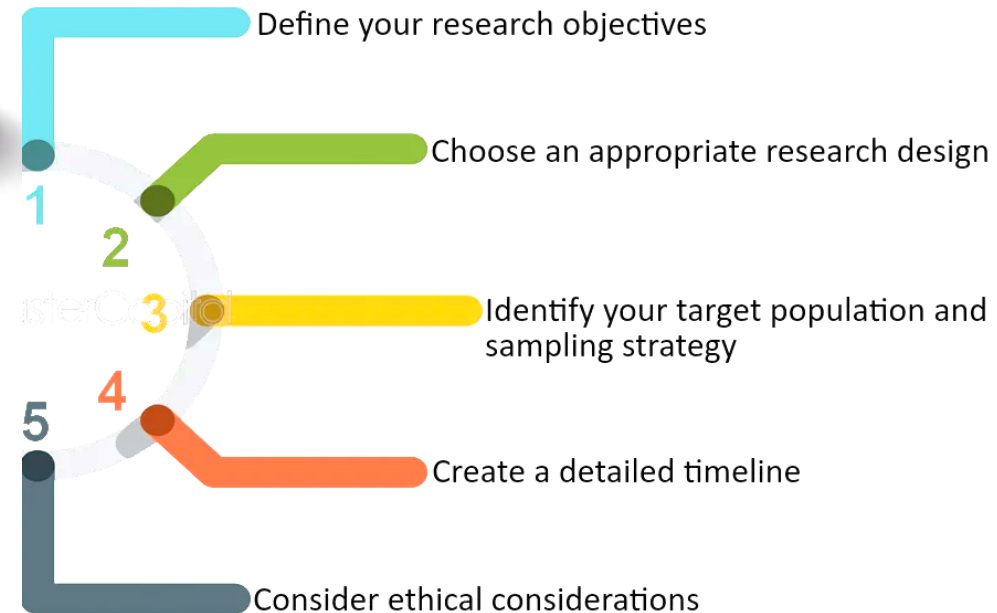 Define your research objectives
1
Choose an appropriate research design
2
3
Identify your target population and
sampling strategy
4
Create a detailed timeline
5
Consider ethical considerations